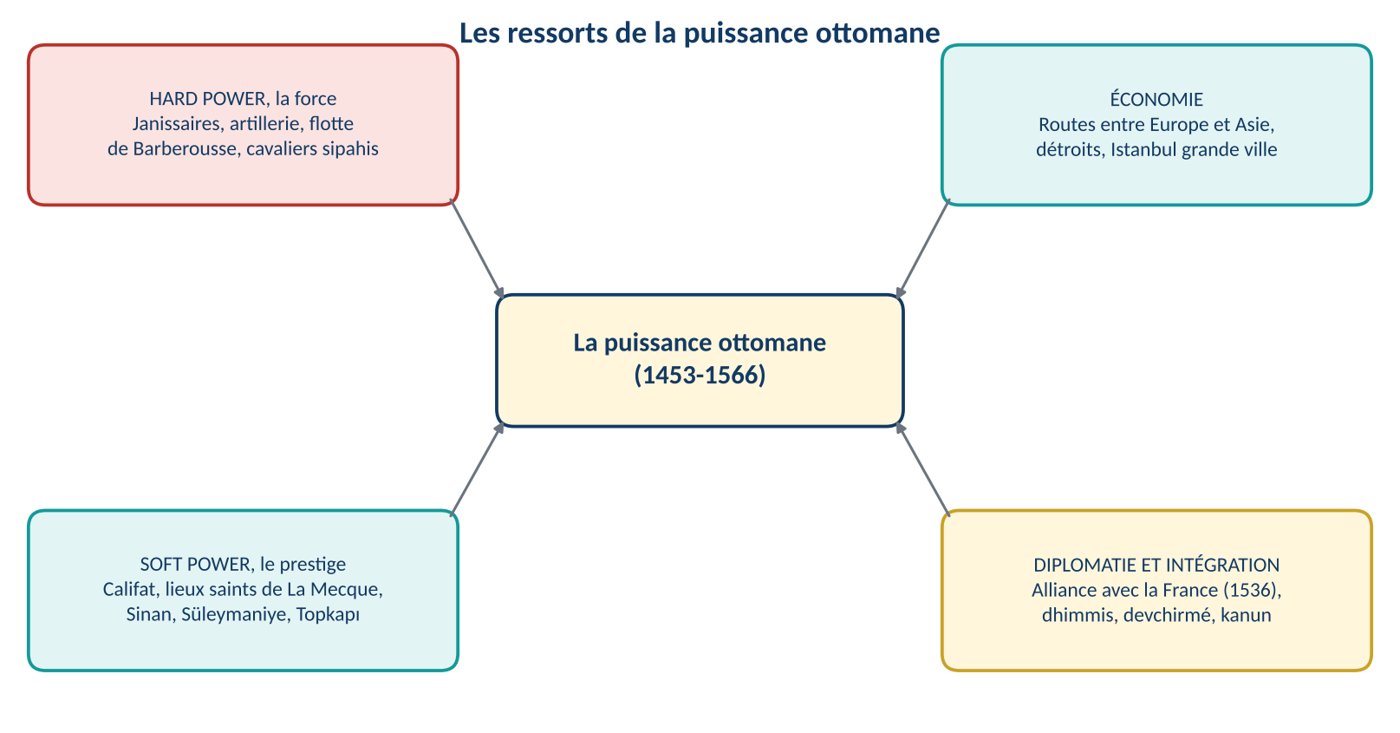 Les ressorts de la puissance ottomane
HARD POWER, la force
Janissaires, artillerie, flotte
de Barberousse, cavaliers sipahis
ÉCONOMIE
Routes entre Europe et Asie,
détroits, Istanbul grande ville
La puissance ottomane
(1453-1566)
SOFT POWER, le prestige
Califat, lieux saints de La Mecque,
Sinan, Süleymaniye, Topkapı
DIPLOMATIE ET INTÉGRATION
Alliance avec la France (1536),
dhimmis, devchirmé, kanun